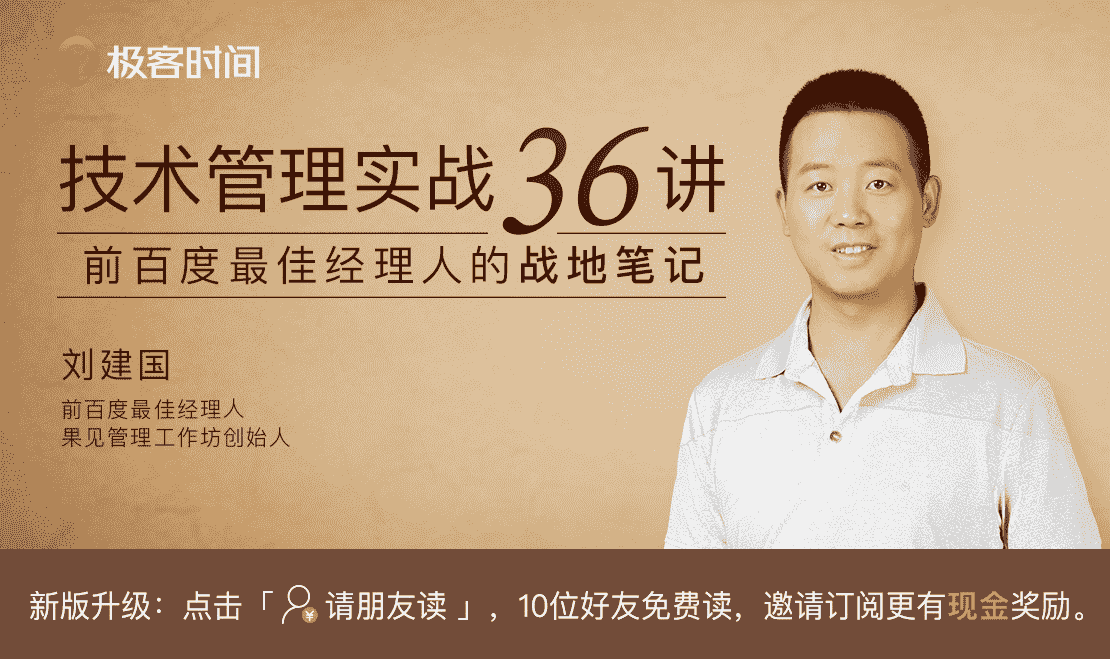 极客时间
技术管理实战36讲
前百度最佳经理人的战地笔记
刘建国
前百度最佳经理人
果见管理工作坊创始人
新版升级：点击「 ¥ 请朋友读 」，10位好友免费读，邀请订阅更有现金奖励。